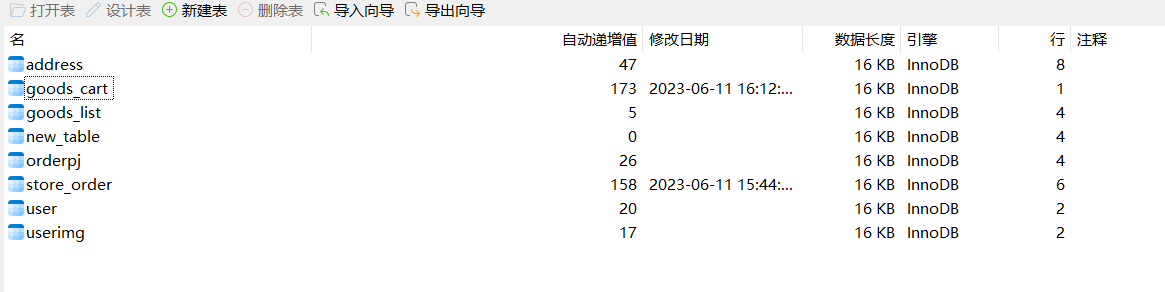 打开表 设计表 新建表 删除表 导入向导 导出向导
名 自动递增值 修改日期 数据长度 引擎 行 注释
address 47 16 KB InnoDB 8
goods_cart 173 2023-06-11 16:12:... 16 KB InnoDB 1
goods_list 5 16 KB InnoDB 4
new_table 0 16 KB InnoDB 4
orderpj 26 16 KB InnoDB 4
store_order 158 2023-06-11 15:44:... 16 KB InnoDB 6
user 20 16 KB InnoDB 2
userimg 17 16 KB InnoDB 2